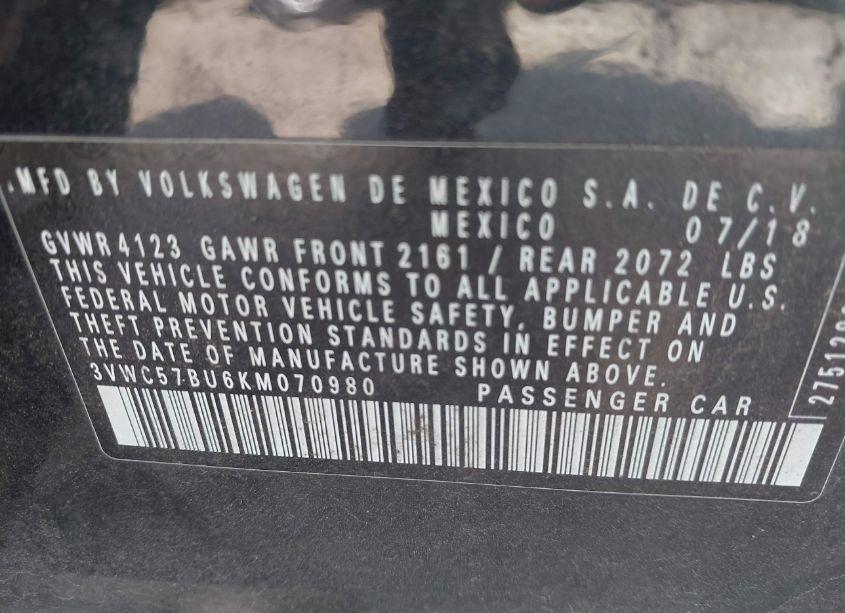 MFD BY VOLKSWAGEN DE MEXICO S.A. DE C.V.
MEXICO 07/18
GVWR 4123 GAWR FRONT 2161 / REAR 2072 LBS
THIS VEHICLE CONFORMS TO ALL APPLICABLE U.S.
FEDERAL MOTOR VEHICLE SAFETY, BUMPER AND
THEFT PREVENTION STANDARDS IN EFFECT ON
THE DATE OF MANUFACTURE SHOWN ABOVE.
3VWC57BU6KM070980 PASSENGER CAR